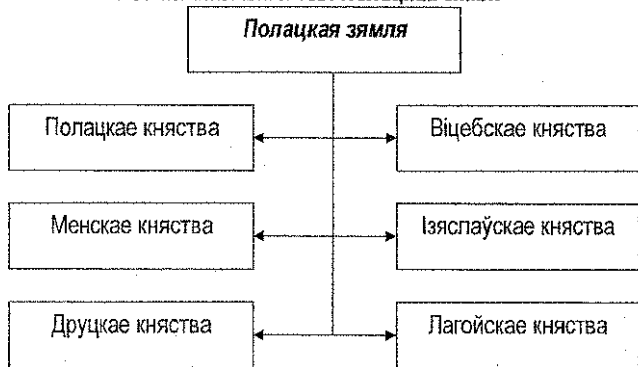 Полацкая зямля
Полацкае княства
Віцебскае княства
Менскае княства
Ізяслаўскае княства
Друцкае княства
Лагойскае княства